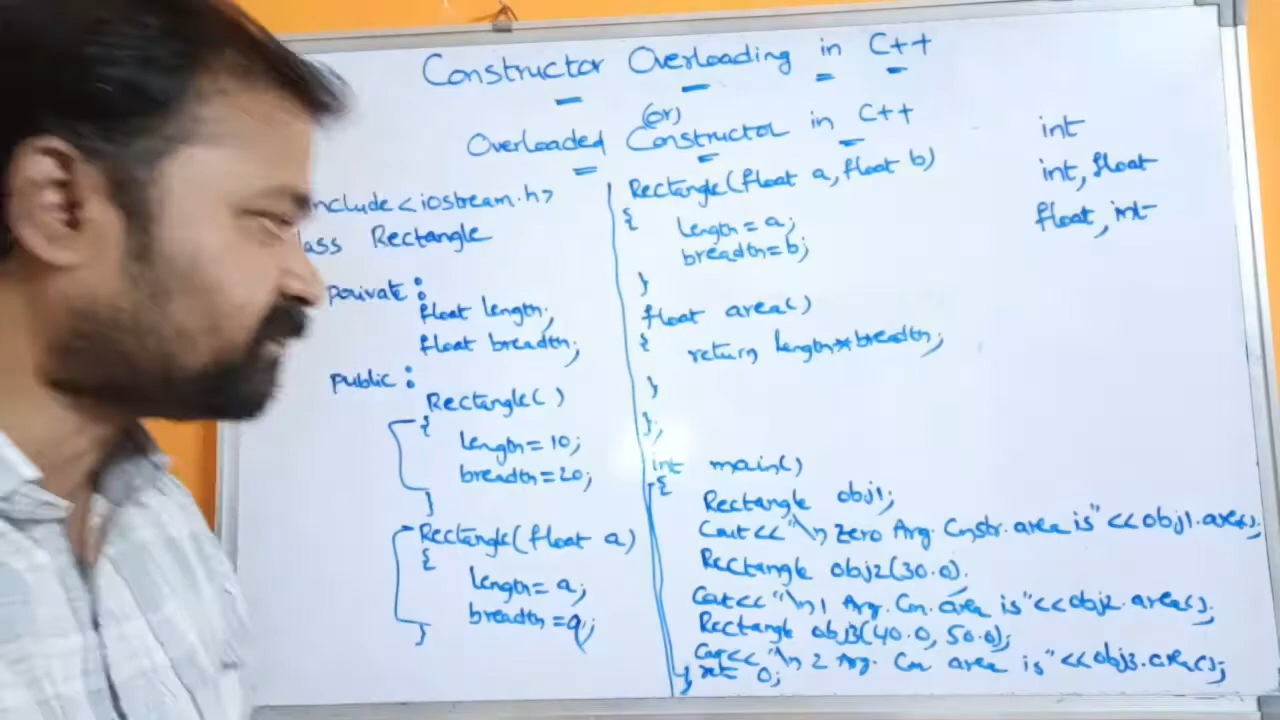 Constructor Overloading in C++
(or)
Overloaded Constructor in C++
nclude<iostream.h>
lass Rectangle
private:
float length;
float breadth;
public:
Rectangle()
{
length=10;
breadth=20;
}
Rectangle(float a)
{
length=a;
breadth=a;
}
Rectangle(float a, float b)
{
length=a;
breadth=b;
}
float area()
{
return length*breadth;
}
};
int main()
{
Rectangle obj1;
Cout<<"\n Zero Arg. Cnstr. area is"<<obj1.area();
Rectangle obj2(30.0);
Cout<<"\n 1 Arg. Cn. area is"<<obj2.area();
Rectangle obj3(40.0, 50.0);
Cout<<"\n 2 Arg. Cn area is"<<obj3.area();
ret 0;
}
int
int, float
float, int